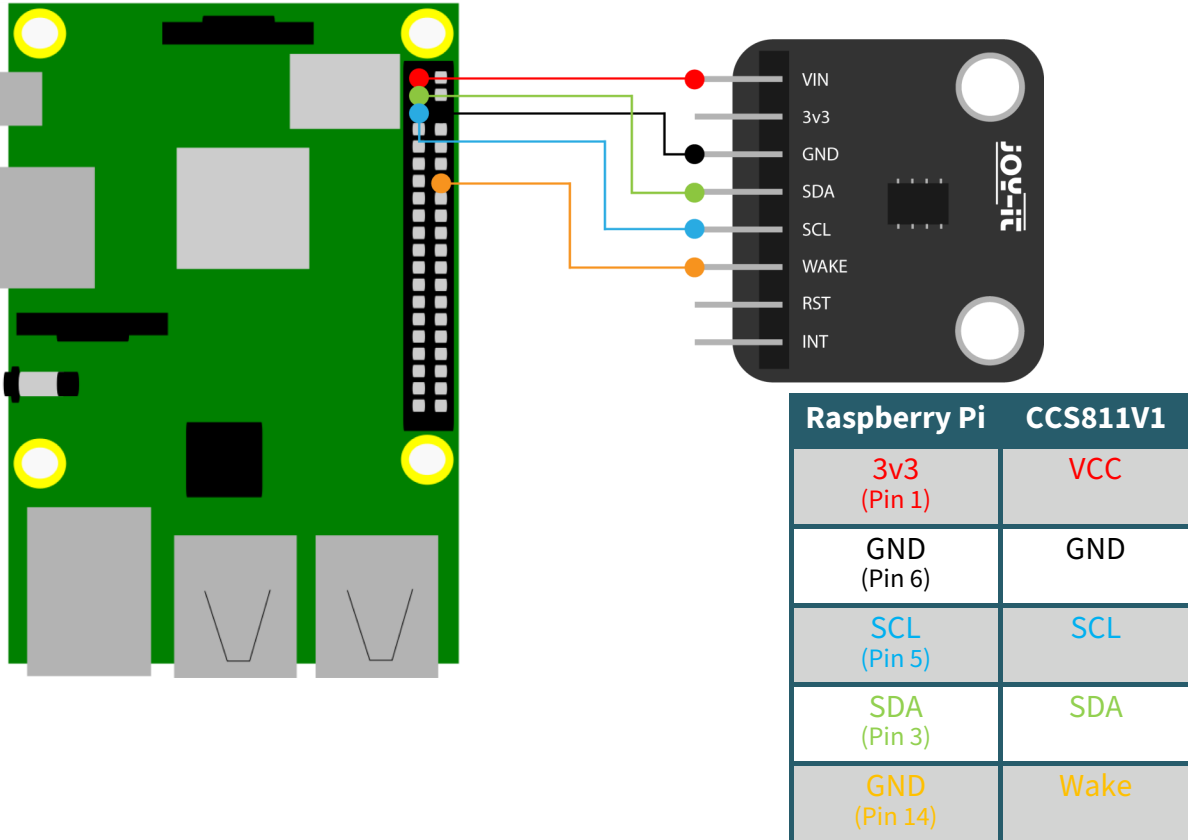 VIN
3v3
GND
SDA
SCL
WAKE
RST
INT
JOY-iT
Raspberry Pi CCS811V1
3v3 VCC
(Pin 1)
GND GND
(Pin 6)
SCL SCL
(Pin 5)
SDA SDA
(Pin 3)
GND Wake
(Pin 14)